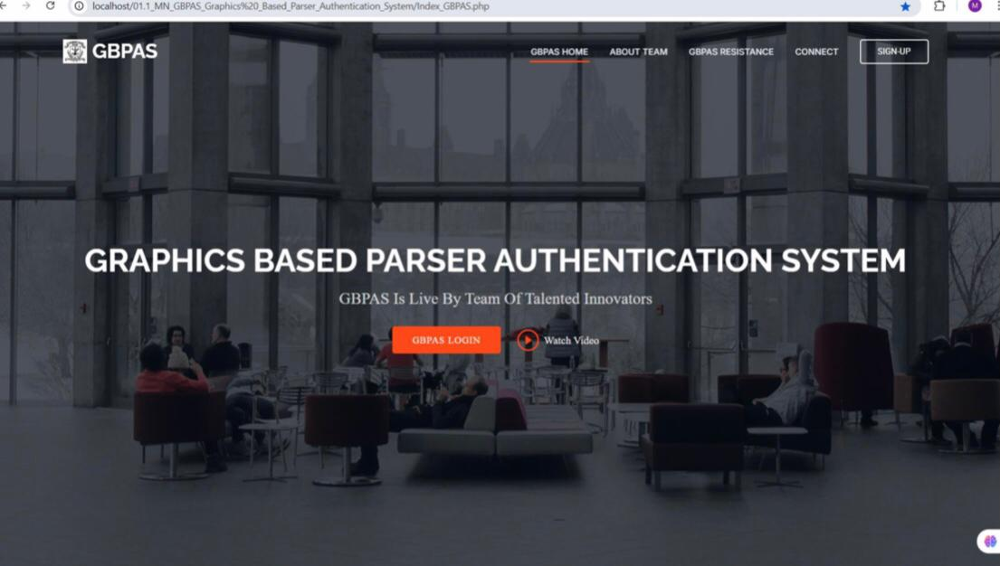 localhost/01.1_MN_GBPAS_Graphics%20_Based_Parser_Authentication_System/Index_GBPAS.php
M
GBPAS
GBPAS HOME
ABOUT TEAM
GBPAS RESISTANCE
CONNECT
SIGN-UP
GRAPHICS BASED PARSER AUTHENTICATION SYSTEM
GBPAS Is Live By Team Of Talented Innovators
GBPAS LOGIN
Watch Video